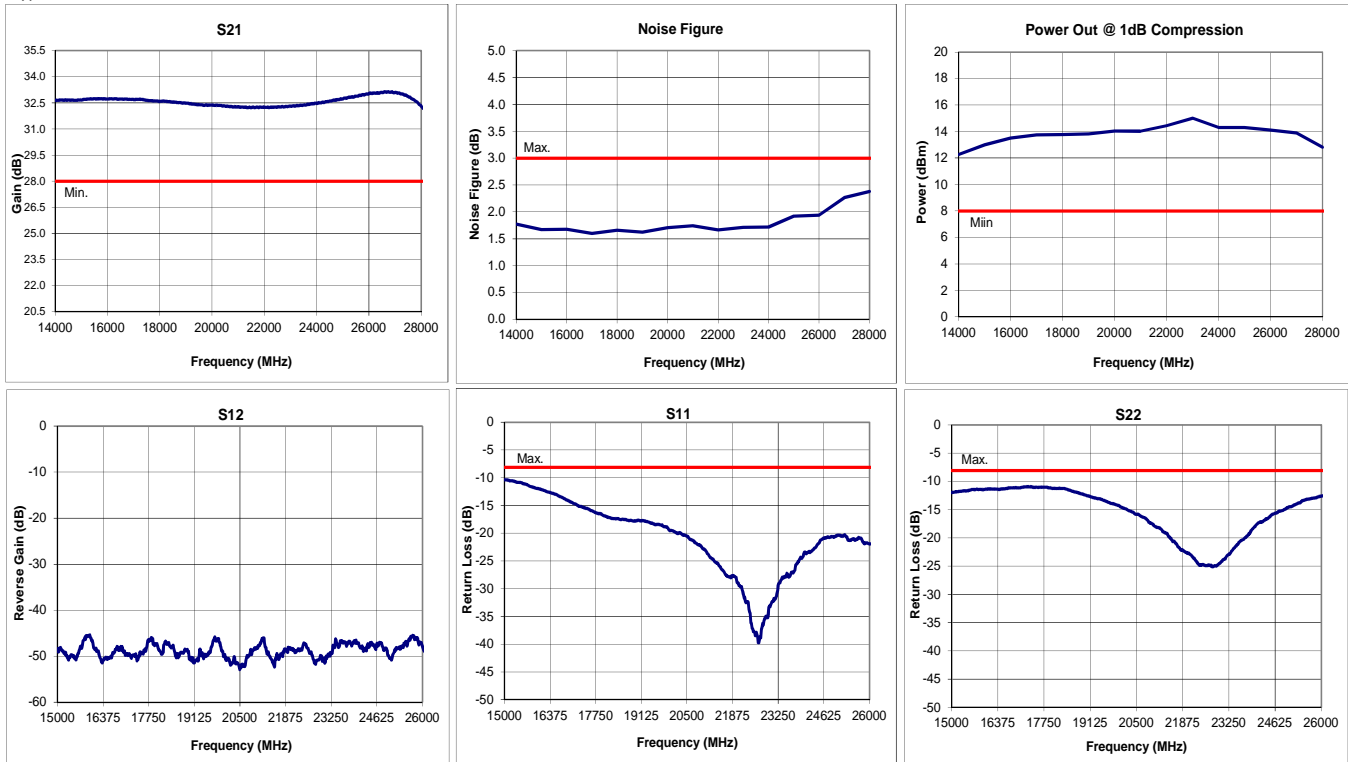 S21
35.5
34.0
32.5
31.0
29.5
28.0
26.5
25.0
23.5
22.0
20.5
Gain (dB)
Min.
14000 16000 18000 20000 22000 24000 26000 28000
Frequency (MHz)
Noise Figure
5.0
4.5
4.0
3.5
3.0
2.5
2.0
1.5
1.0
0.5
0.0
Noise Figure (dB)
Max.
14000 16000 18000 20000 22000 24000 26000 28000
Frequency (MHz)
Power Out @ 1dB Compression
20
18
16
14
12
10
8
6
4
2
0
Power (dBm)
Miin
14000 16000 18000 20000 22000 24000 26000 28000
Frequency (MHz)
S12
0
-10
-20
-30
-40
-50
-60
Reverse Gain (dB)
15000 16375 17750 19125 20500 21875 23250 24625 26000
Frequency (MHz)
S11
0
-5
-10
-15
-20
-25
-30
-35
-40
-45
-50
Return Loss (dB)
Max.
15000 16375 17750 19125 20500 21875 23250 24625 26000
Frequency (MHz)
S22
0
-5
-10
-15
-20
-25
-30
-35
-40
-45
-50
Return Loss (dB)
Max.
15000 16375 17750 19125 20500 21875 23250 24625 26000
Frequency (MHz)